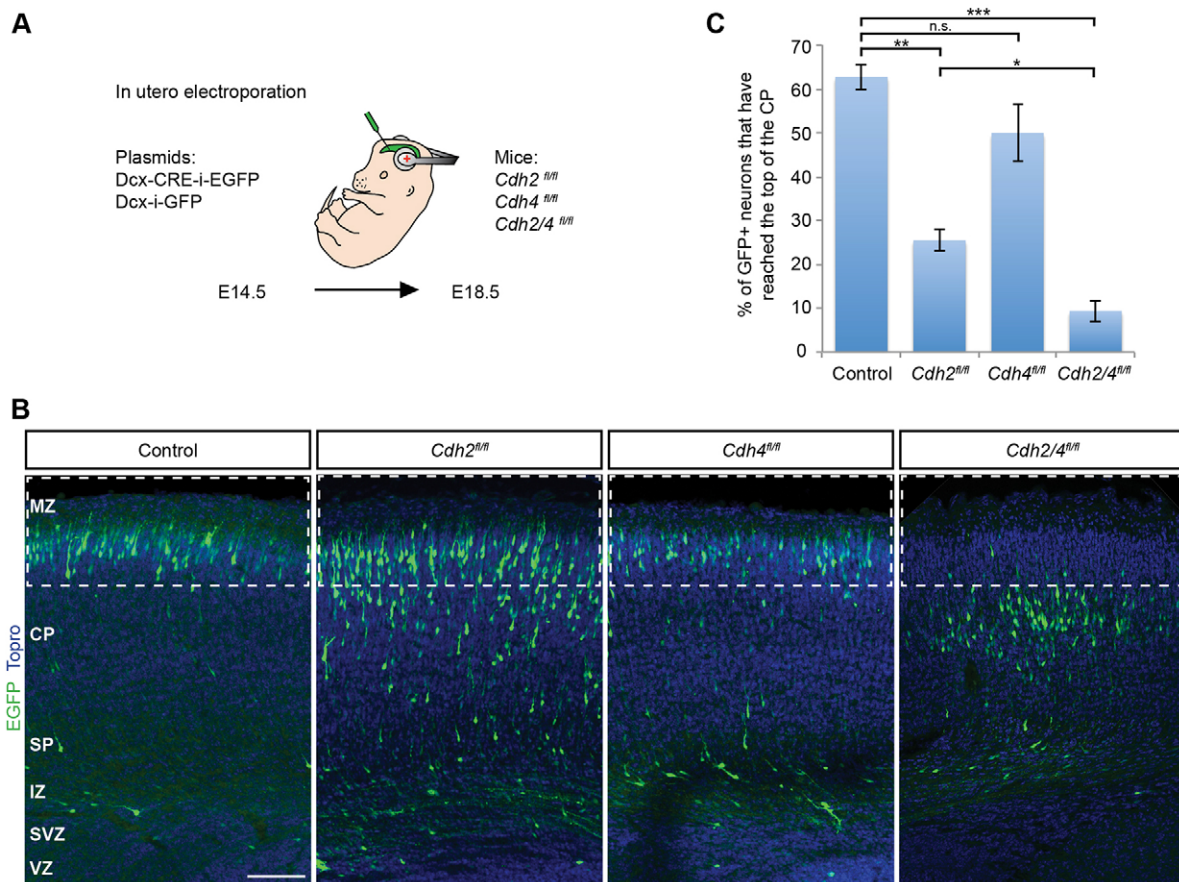 A
In utero electroporation
Plasmids:
Dcx-CRE-i-EGFP
Dcx-i-GFP
Mice:
Cdh2 fl/fl
Cdh4 fl/fl
Cdh2/4 fl/fl
E14.5
E18.5
C
% of GFP+ neurons that have
reached the top of the CP
70
60
50
40
30
20
10
0
***
n.s.
**
*
Control
Cdh2fl/fl
Cdh4fl/fl
Cdh2/4fl/fl
B
Control
Cdh2fl/fl
Cdh4fl/fl
Cdh2/4fl/fl
EGFP Topro
MZ
CP
SP
IZ
SVZ
VZ